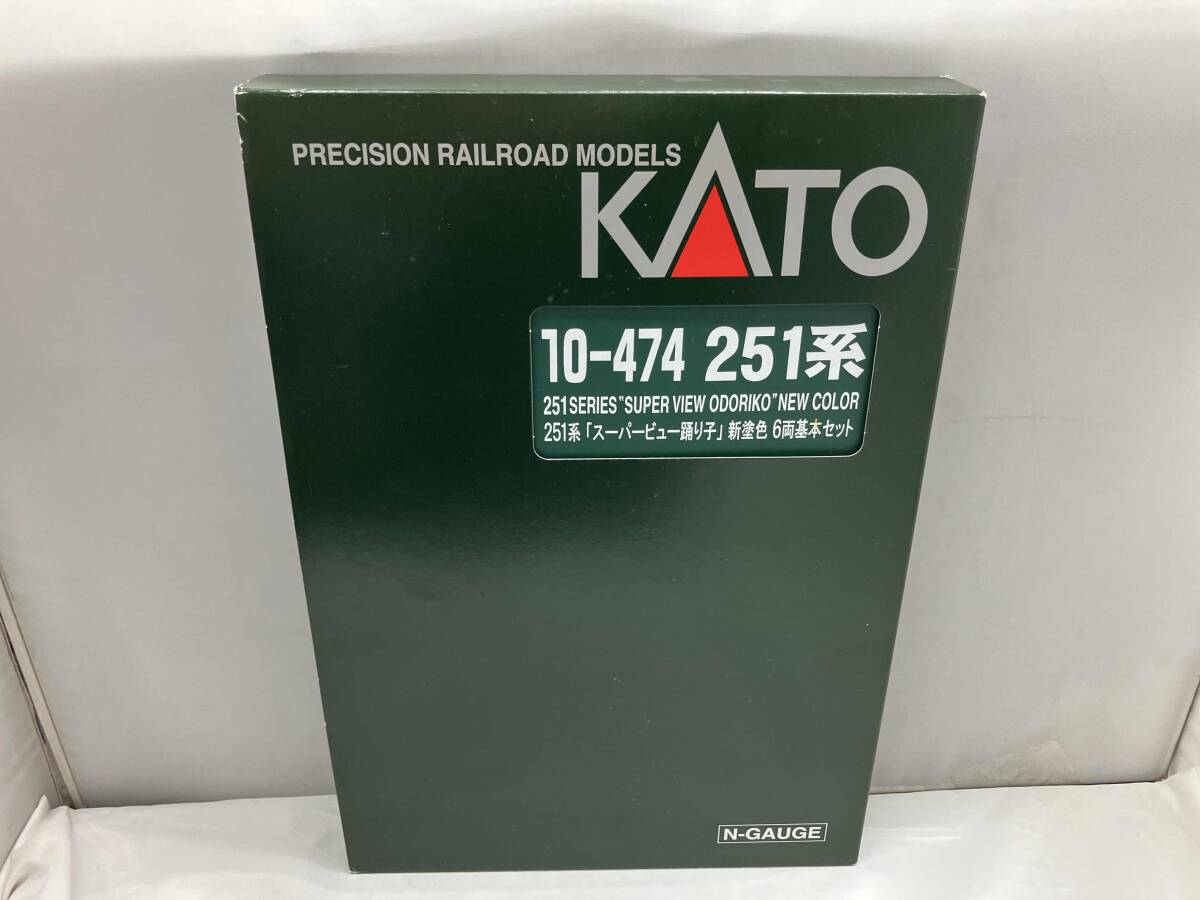 PRECISION RAILROAD MODELS
KATO
10-474 251系
251 SERIES "SUPER VIEW ODORIKO" NEW COLOR
251系「スーパービュー踊り子」新塗色 6両基本セット
N-GAUGE